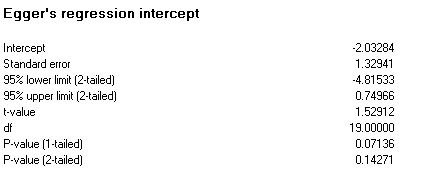 Egger's regression intercept
Intercept -2.03284
Standard error 1.32941
95% lower limit (2-tailed) -4.81533
95% upper limit (2-tailed) 0.74966
t-value 1.52912
df 19.00000
P-value (1-tailed) 0.07136
P-value (2-tailed) 0.14271